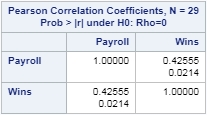 Pearson Correlation Coefficients, N = 29
Prob > |r| under H0: Rho=0
Payroll Wins
Payroll 1.00000 0.42555
0.0214
Wins 0.42555 1.00000
0.0214